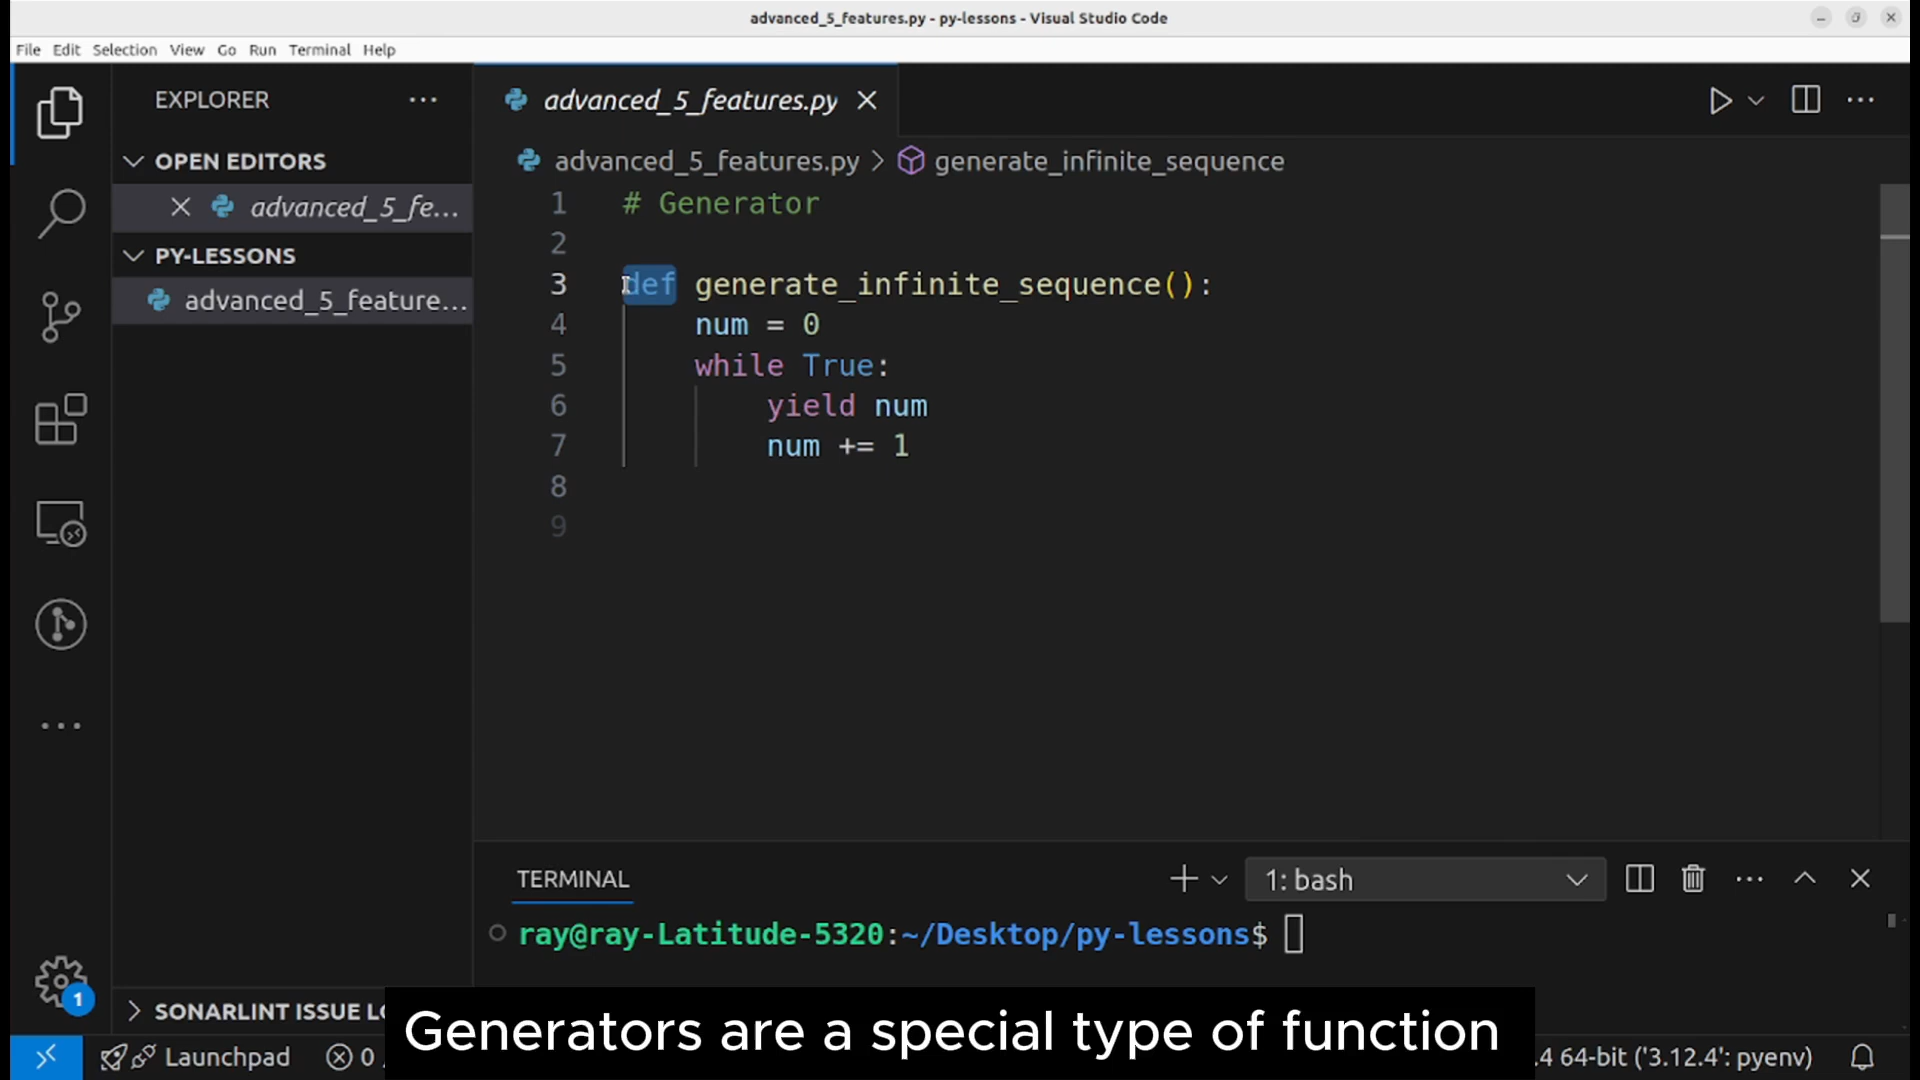 advanced_5_features.py - py-lessons - Visual Studio Code
File Edit Selection View Go Run Terminal Help
EXPLORER
OPEN EDITORS
advanced_5_fe...
PY-LESSONS
advanced_5_feature...
advanced_5_features.py
advanced_5_features.py > generate_infinite_sequence
1 # Generator
2
3 def generate_infinite_sequence():
4 num = 0
5 while True:
6 yield num
7 num += 1
8
9
TERMINAL
1: bash
ray@ray-Latitude-5320:~/Desktop/py-lessons$
1
SONARLINT ISSUE LO
Generators are a special type of function
Launchpad 0 .4 64-bit ('3.12.4': pyenv)